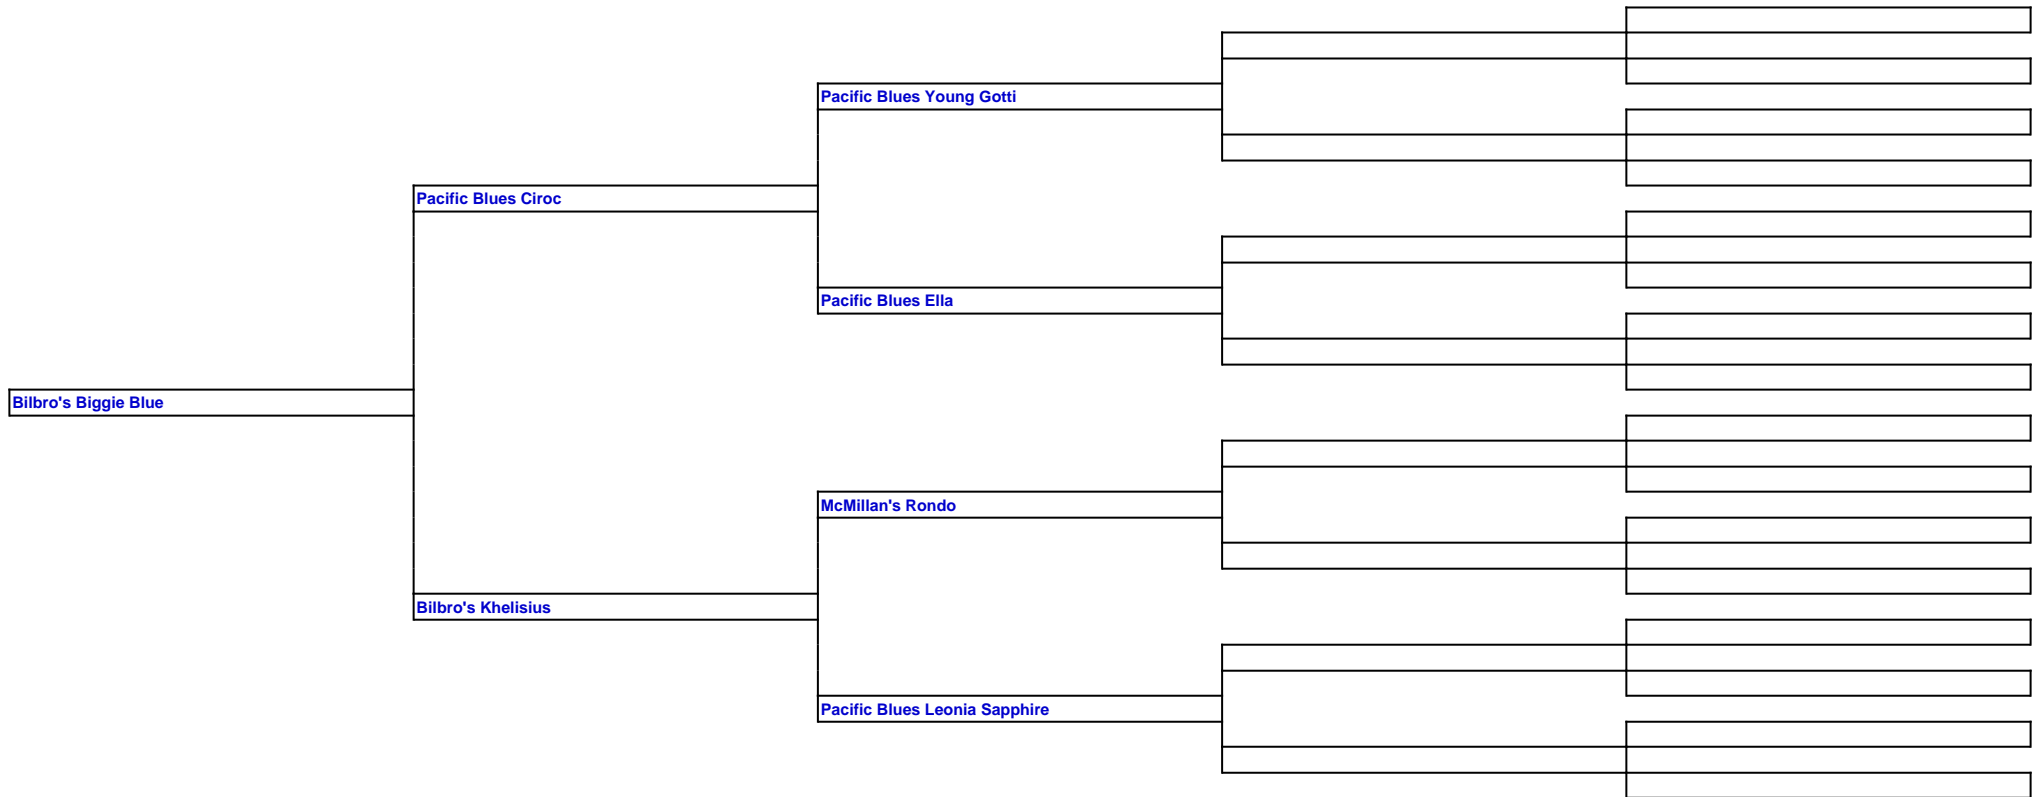 Pacific Blues Young Gotti
Pacific Blues Ciroc
Pacific Blues Ella
Bilbro's Biggie Blue
McMillan's Rondo
Bilbro's Khelisius
Pacific Blues Leonia Sapphire